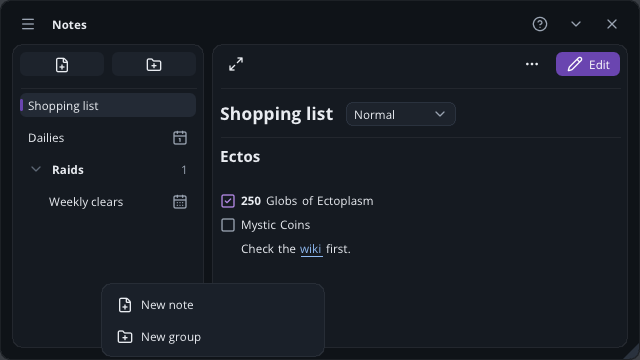 Notes
Edit
Shopping list
Dailies
Raids 1
Weekly clears
New note
New group
Shopping list Normal
Ectos
250 Globs of Ectoplasm
Mystic Coins
Check the wiki first.